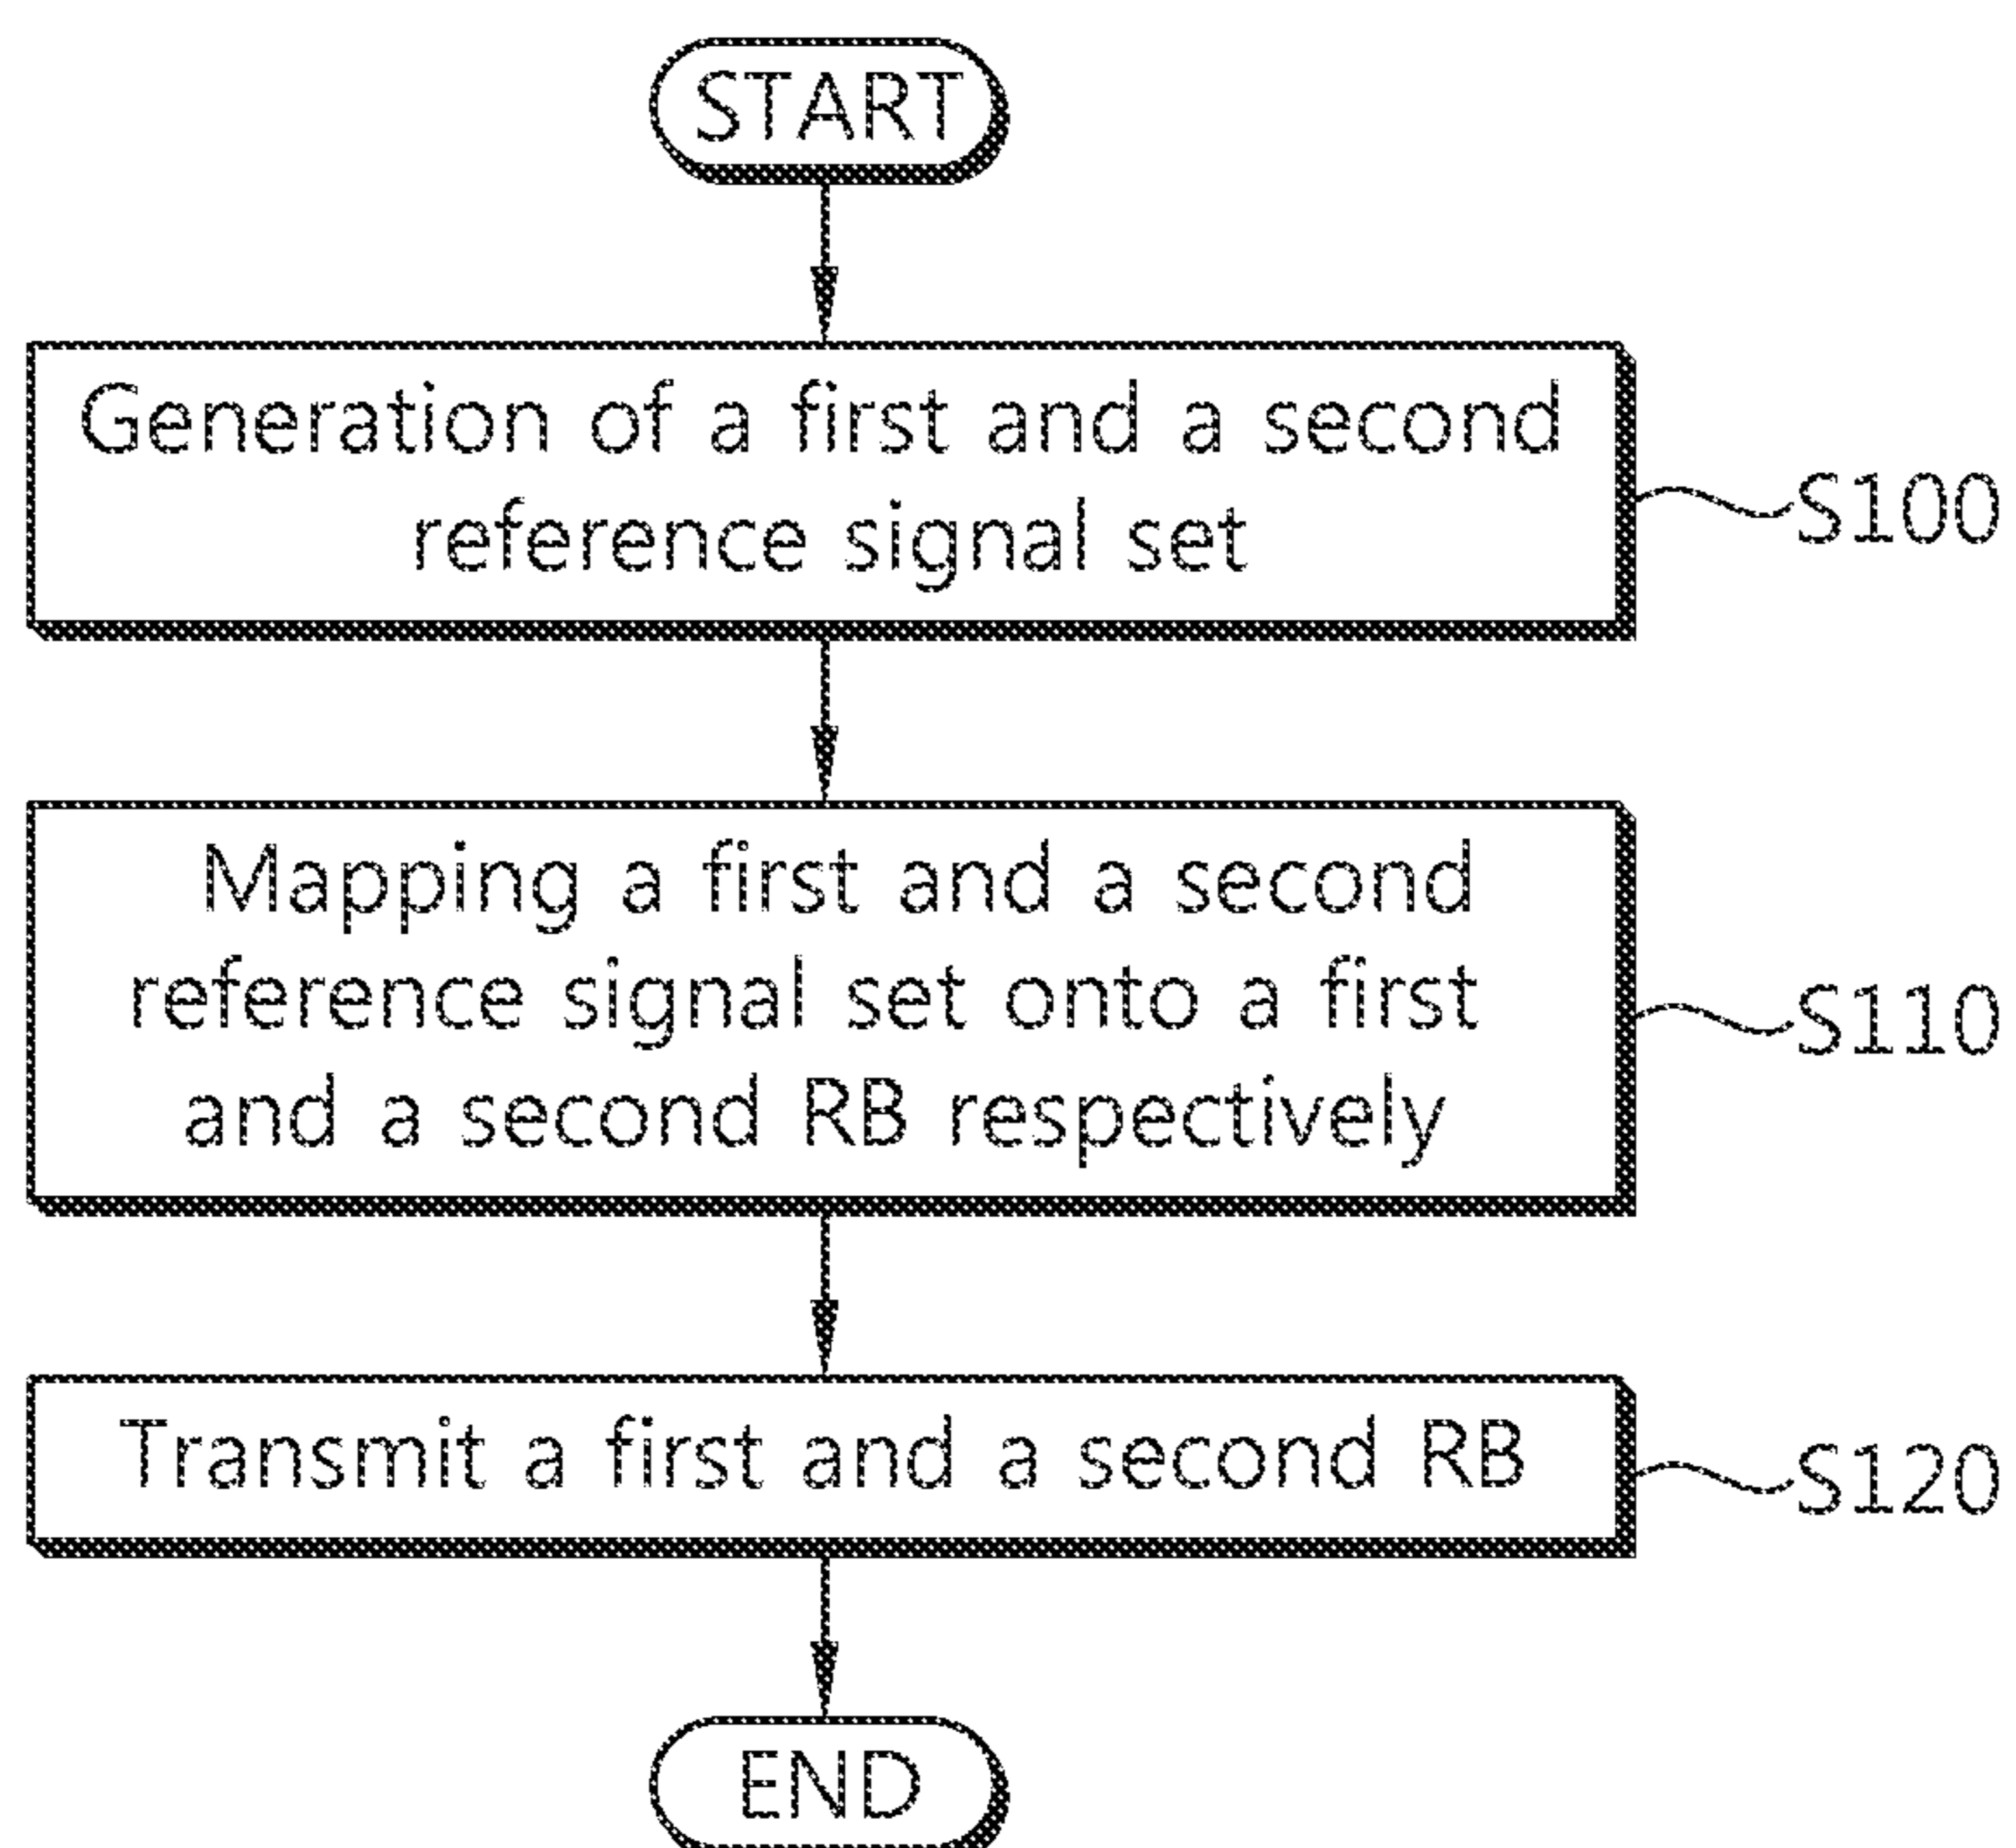 START
Generation of a first and a second
reference signal set
S100
Mapping a first and a second
reference signal set onto a first
and a second RB respectively
S110
Transmit a first and a second RB
S120
END